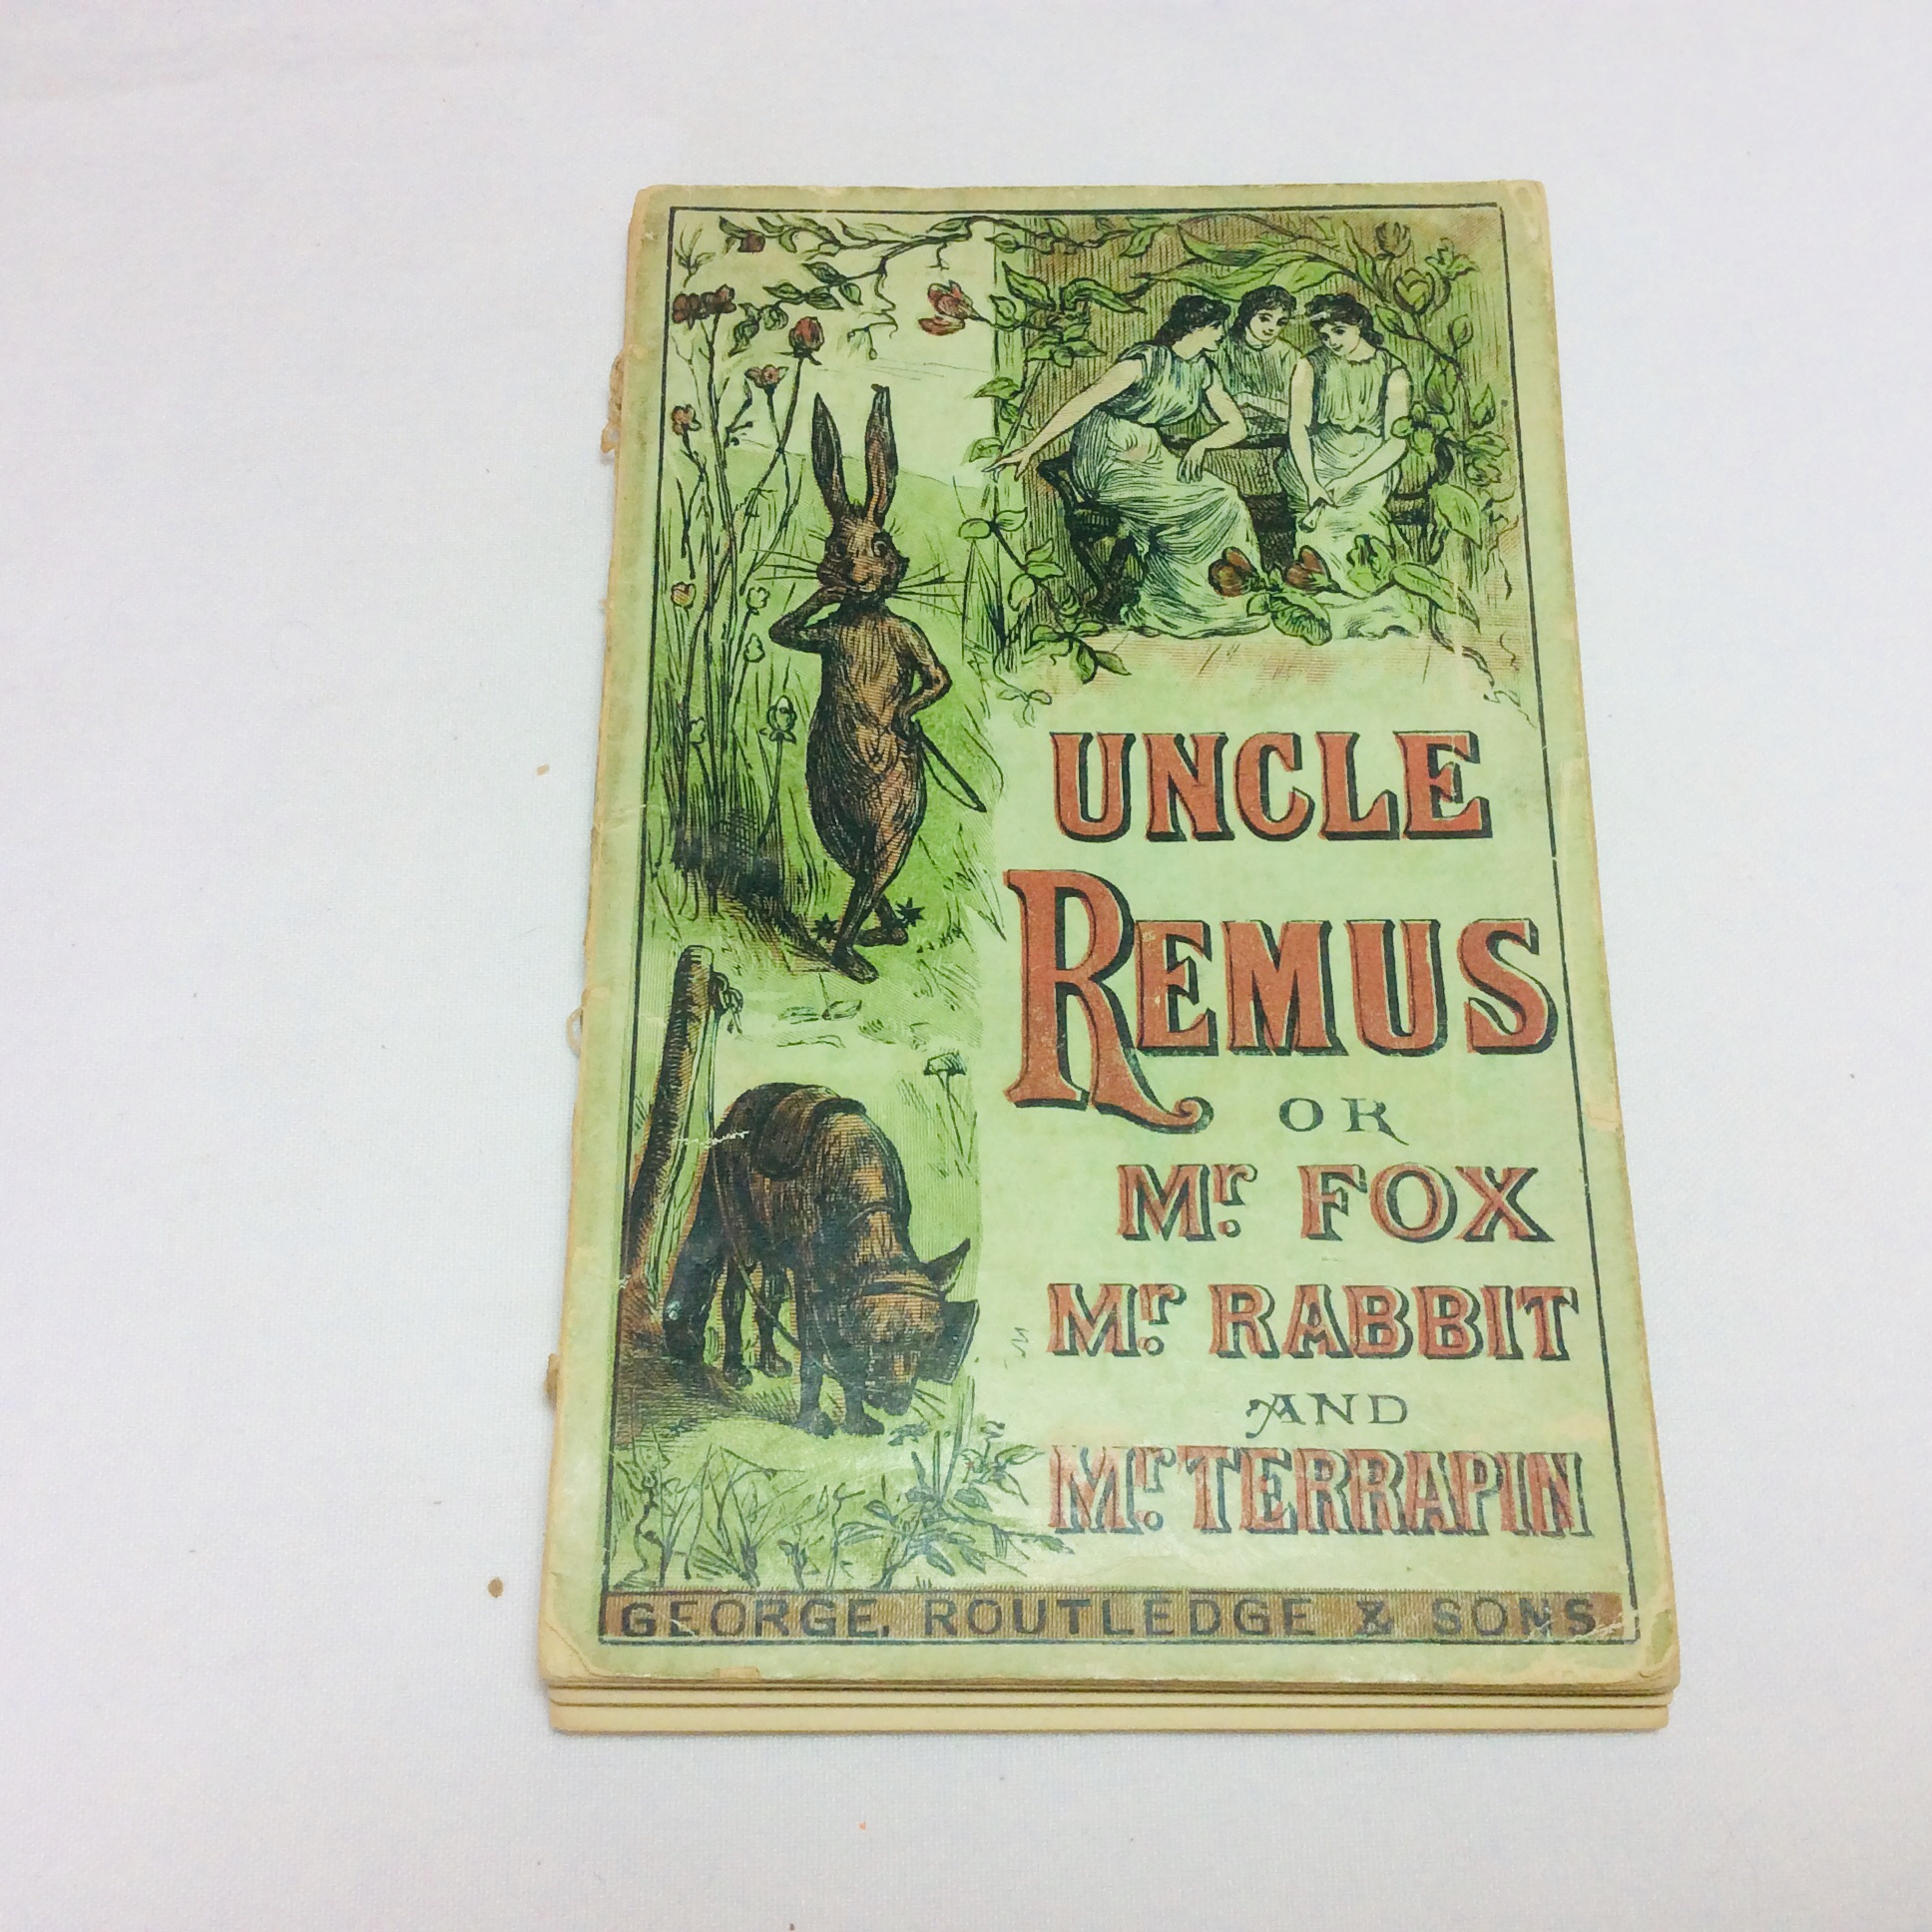 UNCLE
REMUS
OR
Mr. FOX
Mr. RABBIT
AND
Mr. TERRAPIN
GEORGE, ROUTLEDGE & SONS.